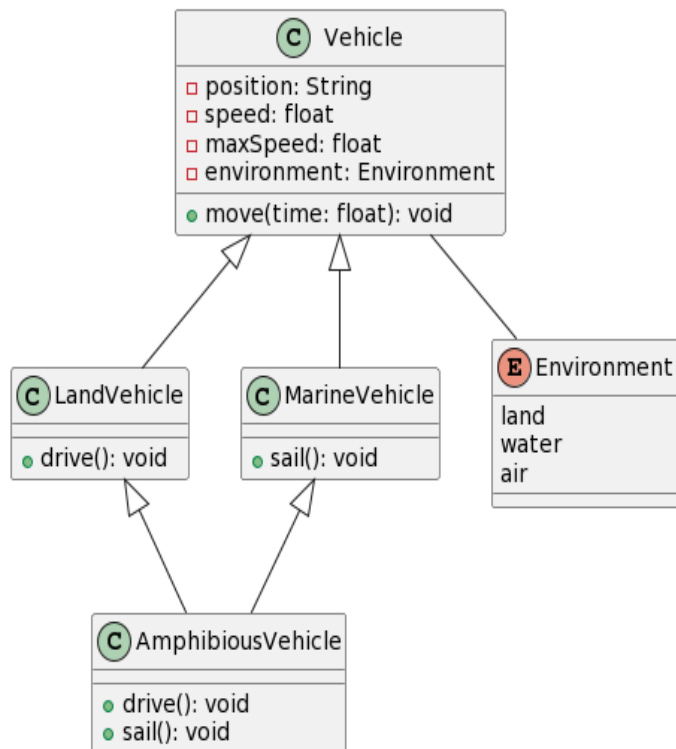 C Vehicle
position: String
speed: float
maxSpeed: float
environment: Environment
move(time: float): void
C LandVehicle
drive(): void
C MarineVehicle
sail(): void
E Environment
land
water
air
C AmphibiousVehicle
drive(): void
sail(): void